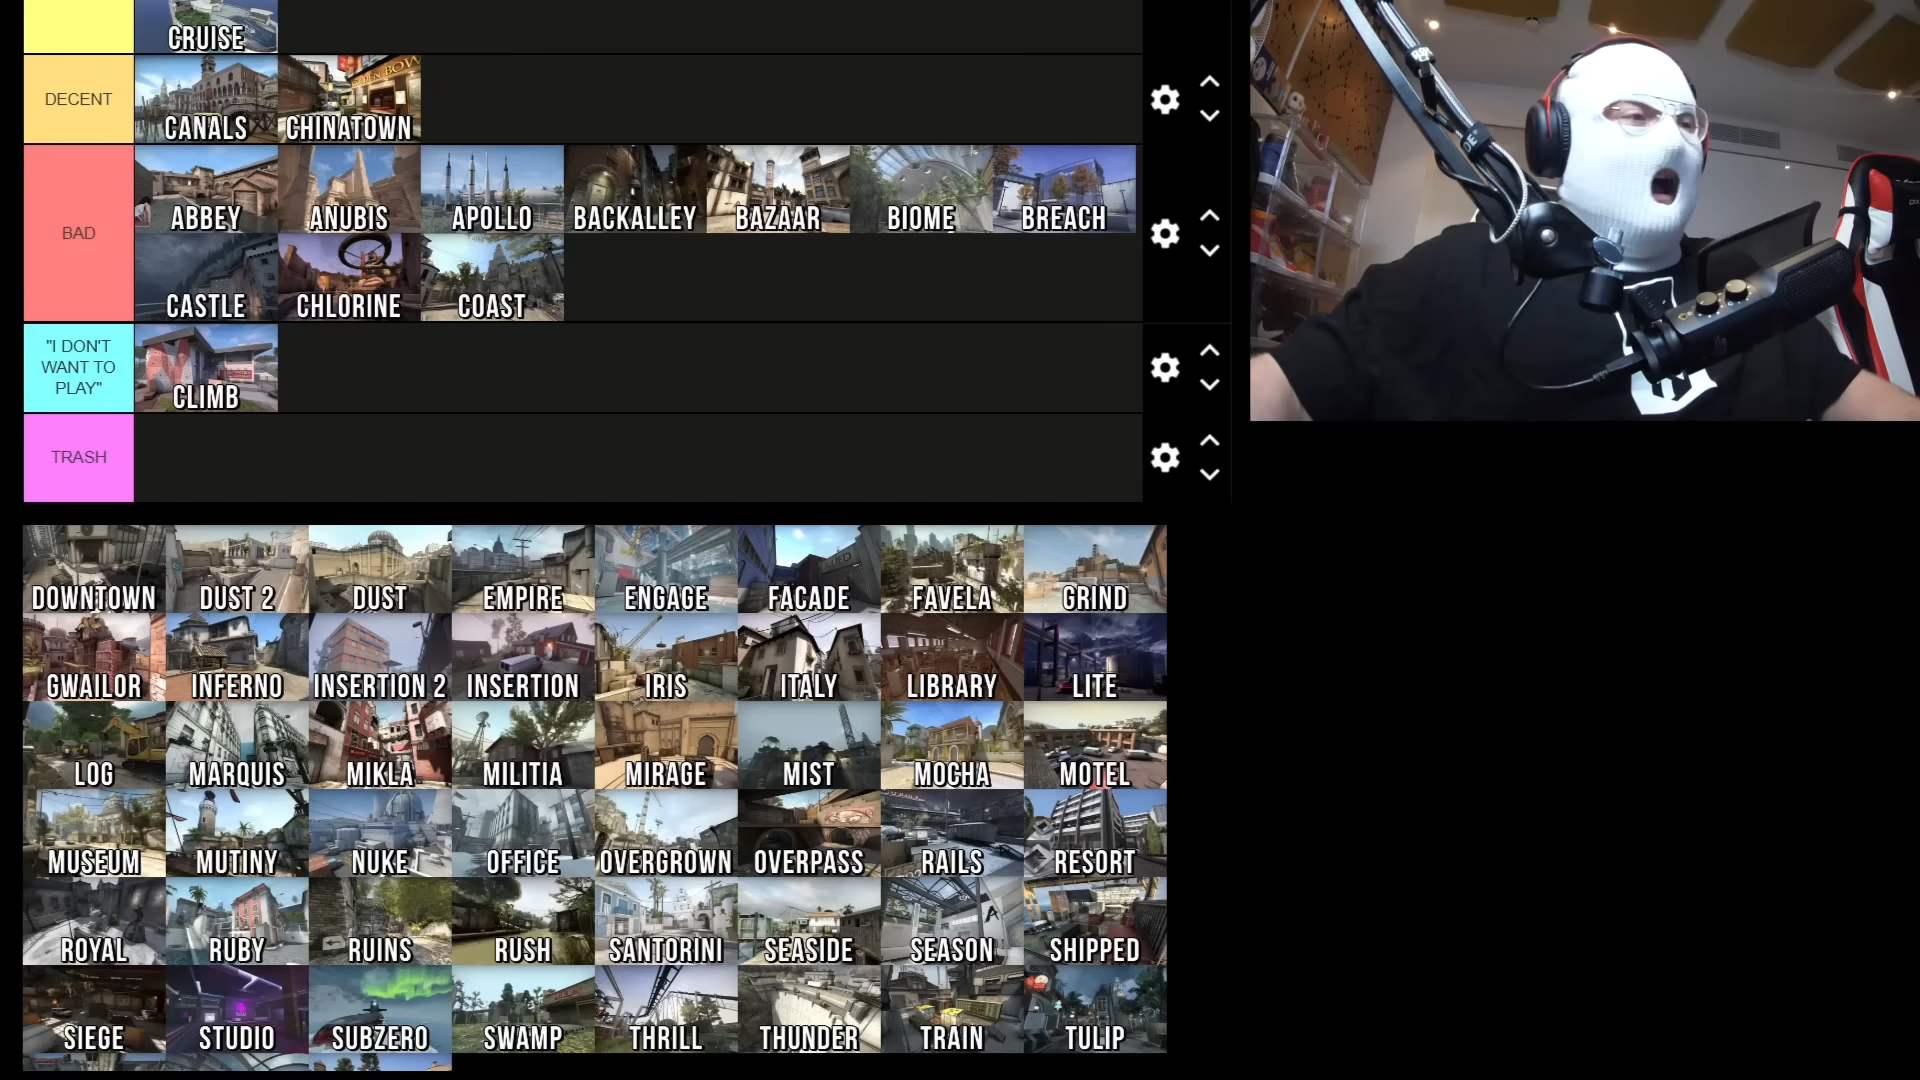 CRUISE
DECENT
CANALS
CHINATOWN
BAD
ABBEY
ANUBIS
APOLLO
BACKALLEY
BAZAAR
BIOME
BREACH
CASTLE
CHLORINE
COAST
"I DON'T
WANT TO
PLAY"
CLIMB
TRASH
DOWNTOWN
DUST 2
DUST
EMPIRE
ENGAGE
FACADE
FAVELA
GRIND
GWAILOR
INFERNO
INSERTION 2
INSERTION
IRIS
ITALY
LIBRARY
LITE
LOG
MARQUIS
MIKLA
MILITIA
MIRAGE
MIST
MOCHA
MOTEL
MUSEUM
MUTINY
NUKE
OFFICE
OVERGROWN
OVERPASS
RAILS
RESORT
ROYAL
RUBY
RUINS
RUSH
SANTORINI
SEASIDE
SEASON
SHIPPED
SIEGE
STUDIO
SUBZERO
SWAMP
THRILL
THUNDER
TRAIN
TULIP